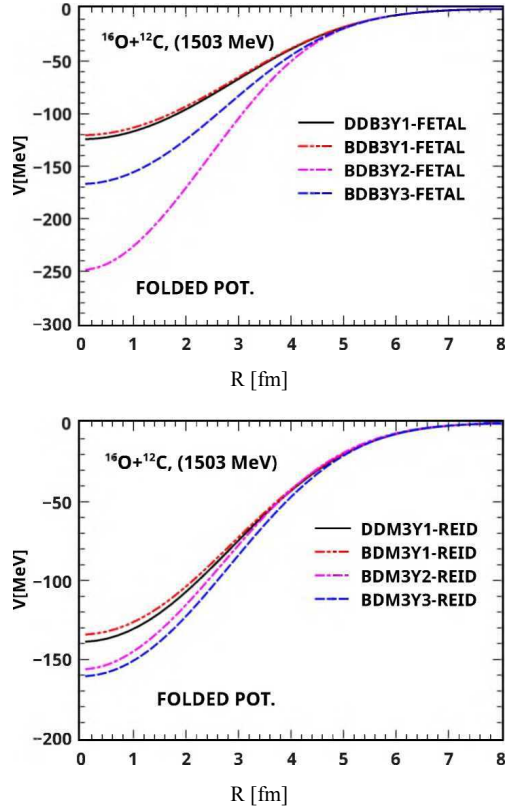 0
-50
-100
-150
-200
-250
-300
V[MeV]
¹⁶O+¹²C, (1503 MeV)
DDB3Y1-FETAL
BDB3Y1-FETAL
BDB3Y2-FETAL
BDB3Y3-FETAL
FOLDED POT.
0 1 2 3 4 5 6 7 8
R [fm]
0
-50
-100
-150
-200
V[MeV]
¹⁶O+¹²C, (1503 MeV)
DDM3Y1-REID
BDM3Y1-REID
BDM3Y2-REID
BDM3Y3-REID
FOLDED POT.
0 1 2 3 4 5 6 7 8
R [fm]